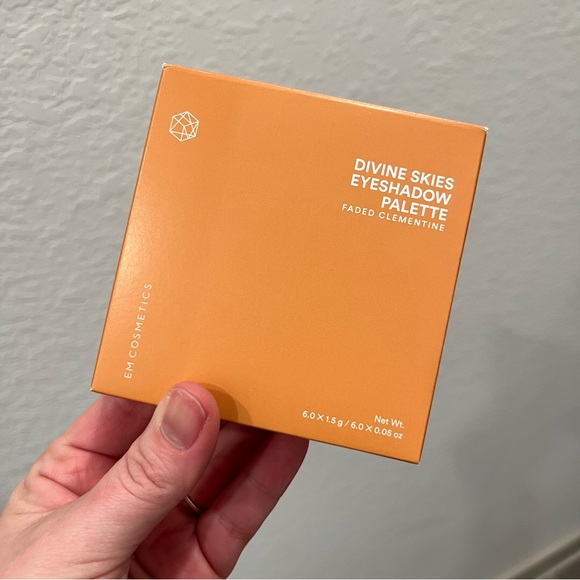 DIVINE SKIES
EYESHADOW
PALETTE
FADED CLEMENTINE
EM COSMETICS
Net Wt.
6.0 X 1.5 g / 6.0 X 0.05 oz